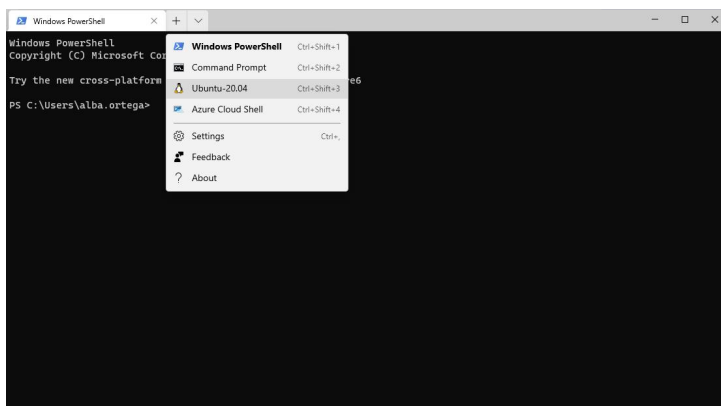 Windows PowerShell
Windows PowerShell
Copyright (C) Microsoft Cor
Try the new cross-platform re6
PS C:\Users\alba.ortega>
Windows PowerShell Ctrl+Shift+1
Command Prompt Ctrl+Shift+2
Ubuntu-20.04 Ctrl+Shift+3
Azure Cloud Shell Ctrl+Shift+4
Settings Ctrl+,
Feedback
About